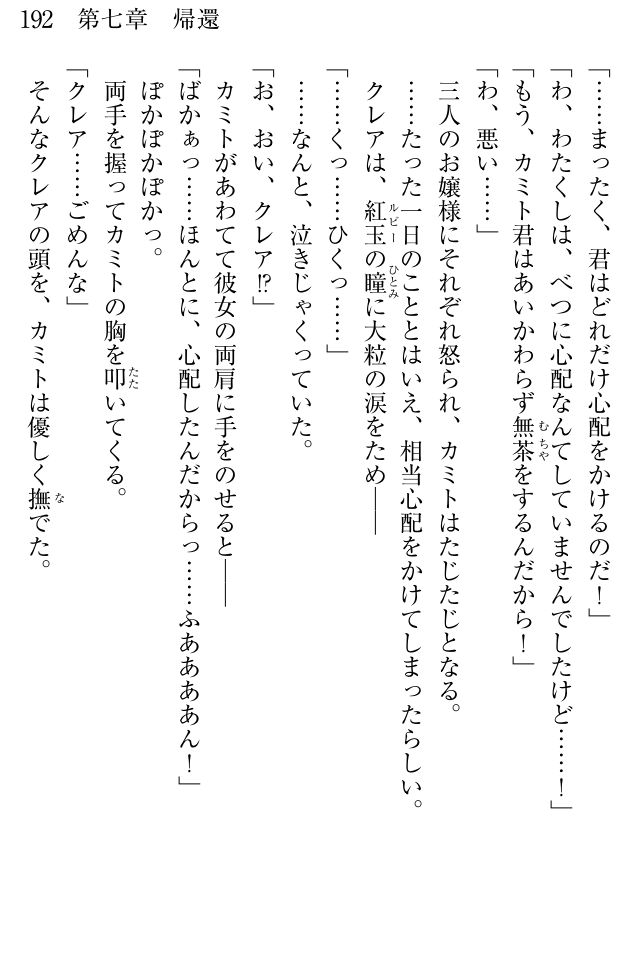 192　第七章　帰還
「……まったく、君はどれだけ心配をかけるのだ！」
「わ、わたくしは、べつに心配なんてしていませんでしたけど……！」
「もう、カミト君はあいかわらず無茶をするんだから！」
「わ、悪い……」
三人のお嬢様にそれぞれ怒られ、カミトはたじたじとなる。
……たった一日のこととはいえ、相当心配をかけてしまったらしい。
クレアは、紅玉の瞳に大粒の涙をため――
「……くっ……ひくっ……」
……なんと、泣きじゃくっていた。
「お、おい、クレア!?」
カミトがあわてて彼女の両肩に手をのせると――
「ばかぁっ……ほんとに、心配したんだからっ……ふああああん！」
ぽかぽかぽかっ。
両手を握ってカミトの胸を叩いてくる。
「クレア……ごめんな」
そんなクレアの頭を、カミトは優しく撫でた。